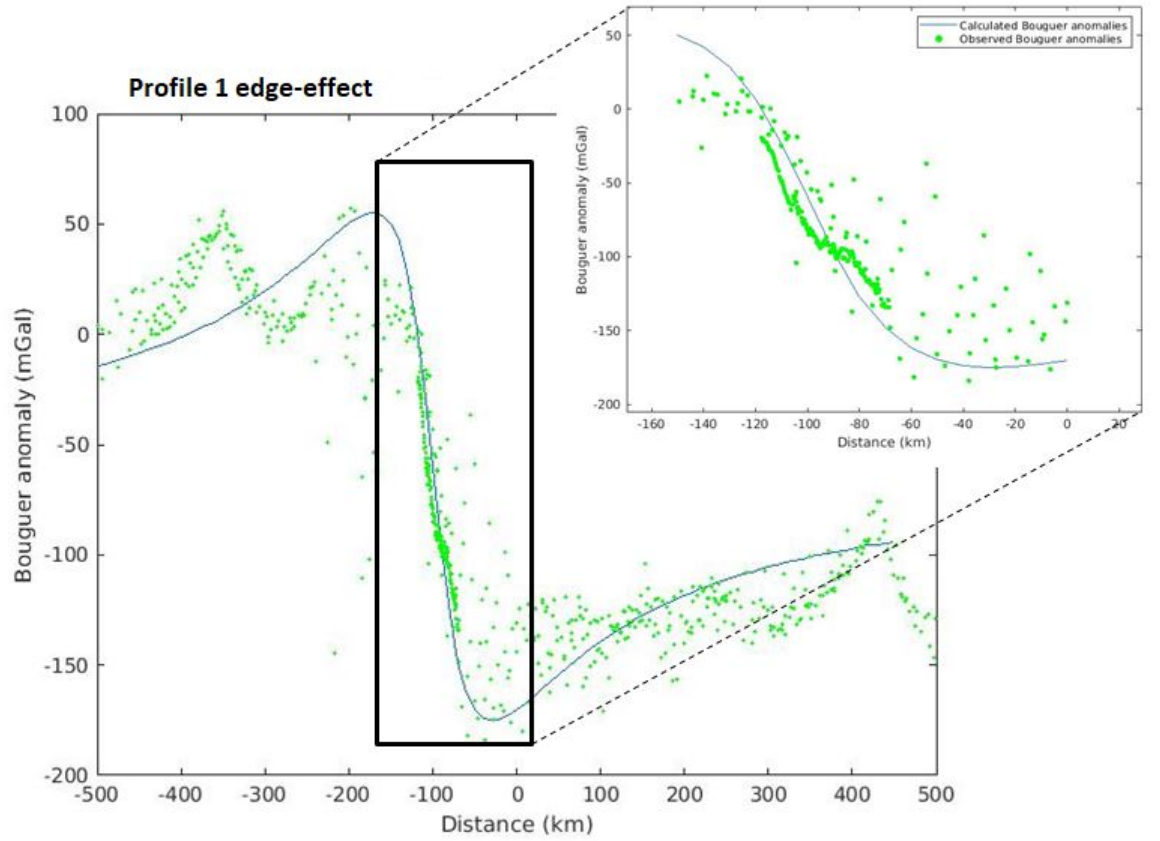 Profile 1 edge-effect
100
50
0
-50
-100
-150
-200
-500 -400 -300 -200 -100 0 100 200 300 400 500
Bouguer anomaly (mGal)
Distance (km)
Calculated Bouguer anomalies
Observed Bouguer anomalies
50
0
-50
-100
-150
-200
-160 -140 -120 -100 -80 -60 -40 -20 0 20
Bouguer anomaly (mGal)
Distance (km)